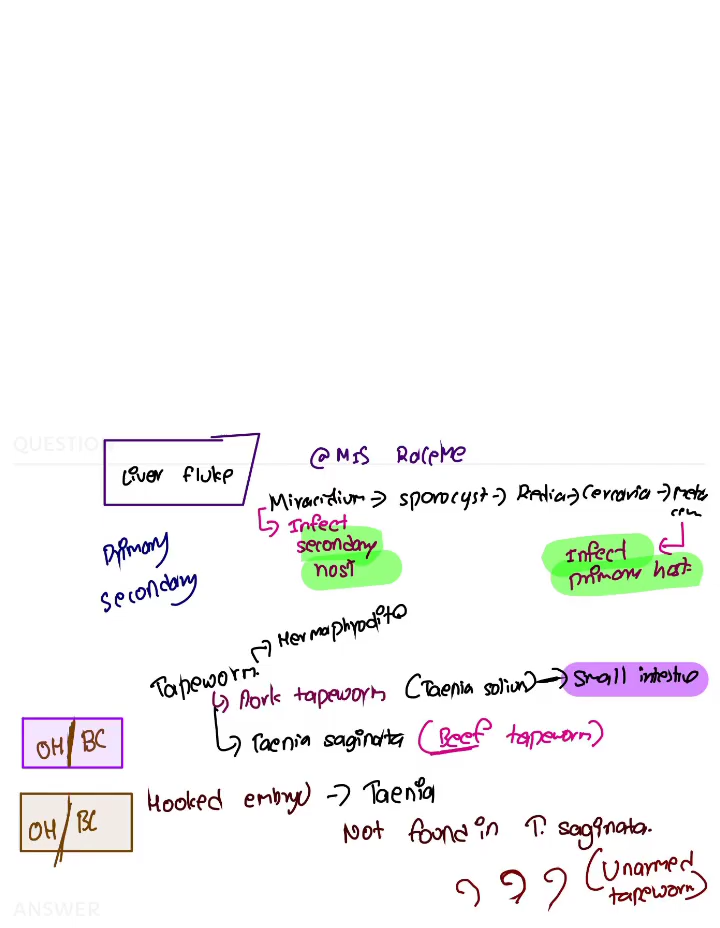 QUESTIO
Liver fluke
@MIS
Miracidium → sporocyst → Redia → Cercaria → meta
Infect
secondary
host
Infect
primary host
Primary
Secondary
Hermaphrodite
Tapeworm
Pork tapeworm (Taenia solium) → Small intestine
Taenia saginata (Beef tapeworm)
OH/BC
Hooked embryo → Taenia
OH/BC
Not found in T. saginata.
(Unarmed
tapeworm)
ANSWER